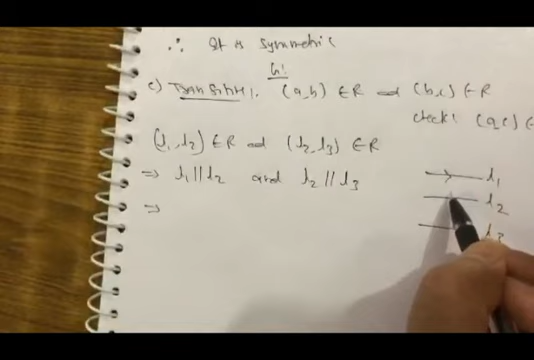 ∴ It is symmetric
c) Transitive: (a,b) ∈ R and (b,c) ∈ R
check: (a,c) ∈
(l₁,l₂) ∈ R and (l₂,l₃) ∈ R
⇒ l₁ || l₂ and l₂ || l₃
l₁
⇒
l₂
l₃